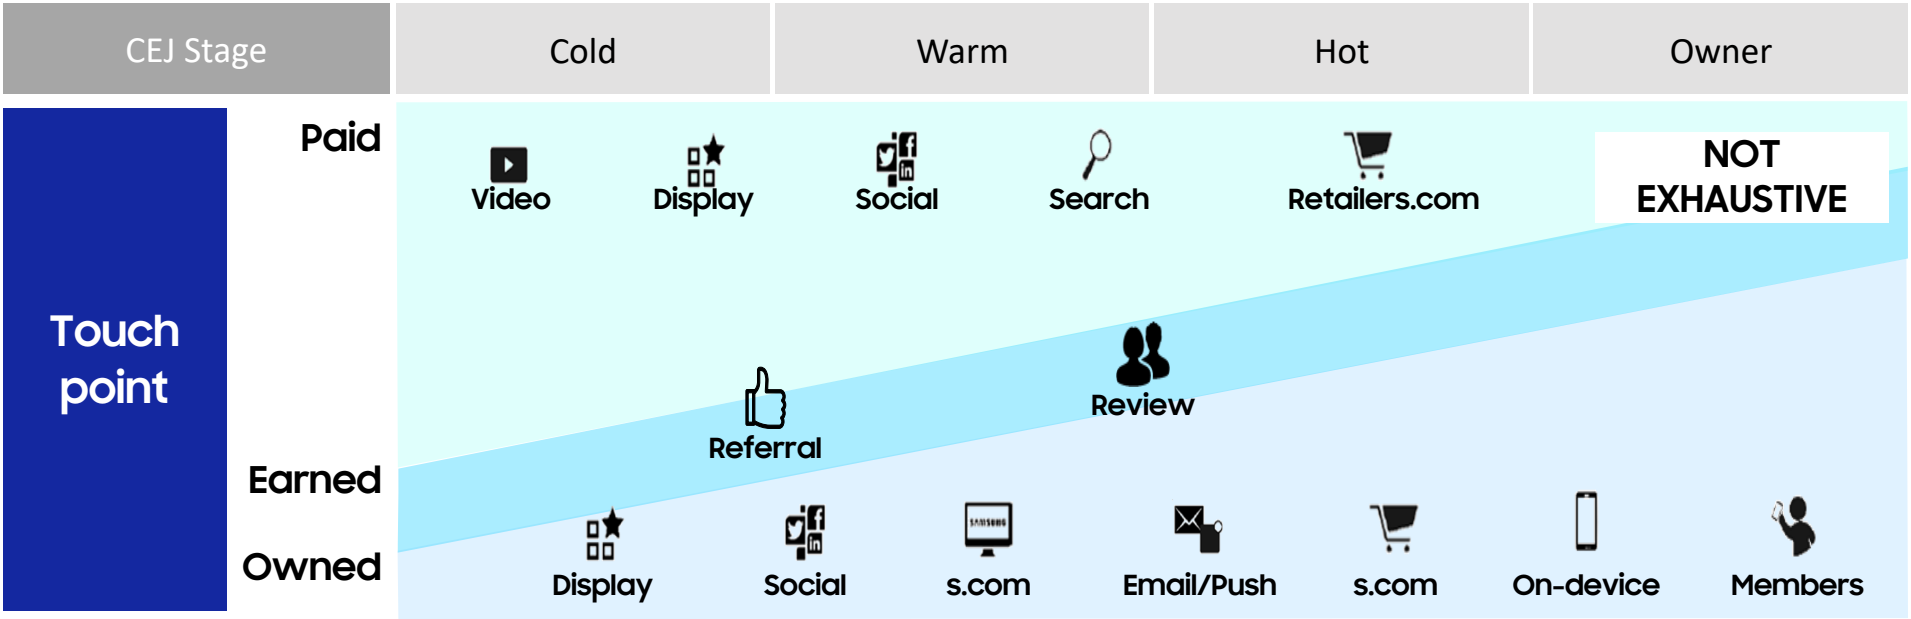 CEJ Stage
Cold
Warm
Hot
Owner
Touch
point
Paid
Video
Display
Social
Search
Retailers.com
NOT
EXHAUSTIVE
Review
Referral
Earned
Owned
SAMSUNG
Display
Social
s.com
Email/Push
s.com
On-device
Members